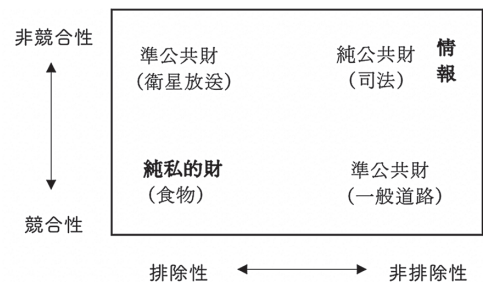 非競合性
準公共財
(衛星放送)
純公共財
(司法)
情
報
純私的財
(食物)
準公共財
(一般道路)
競合性
排除性
非排除性